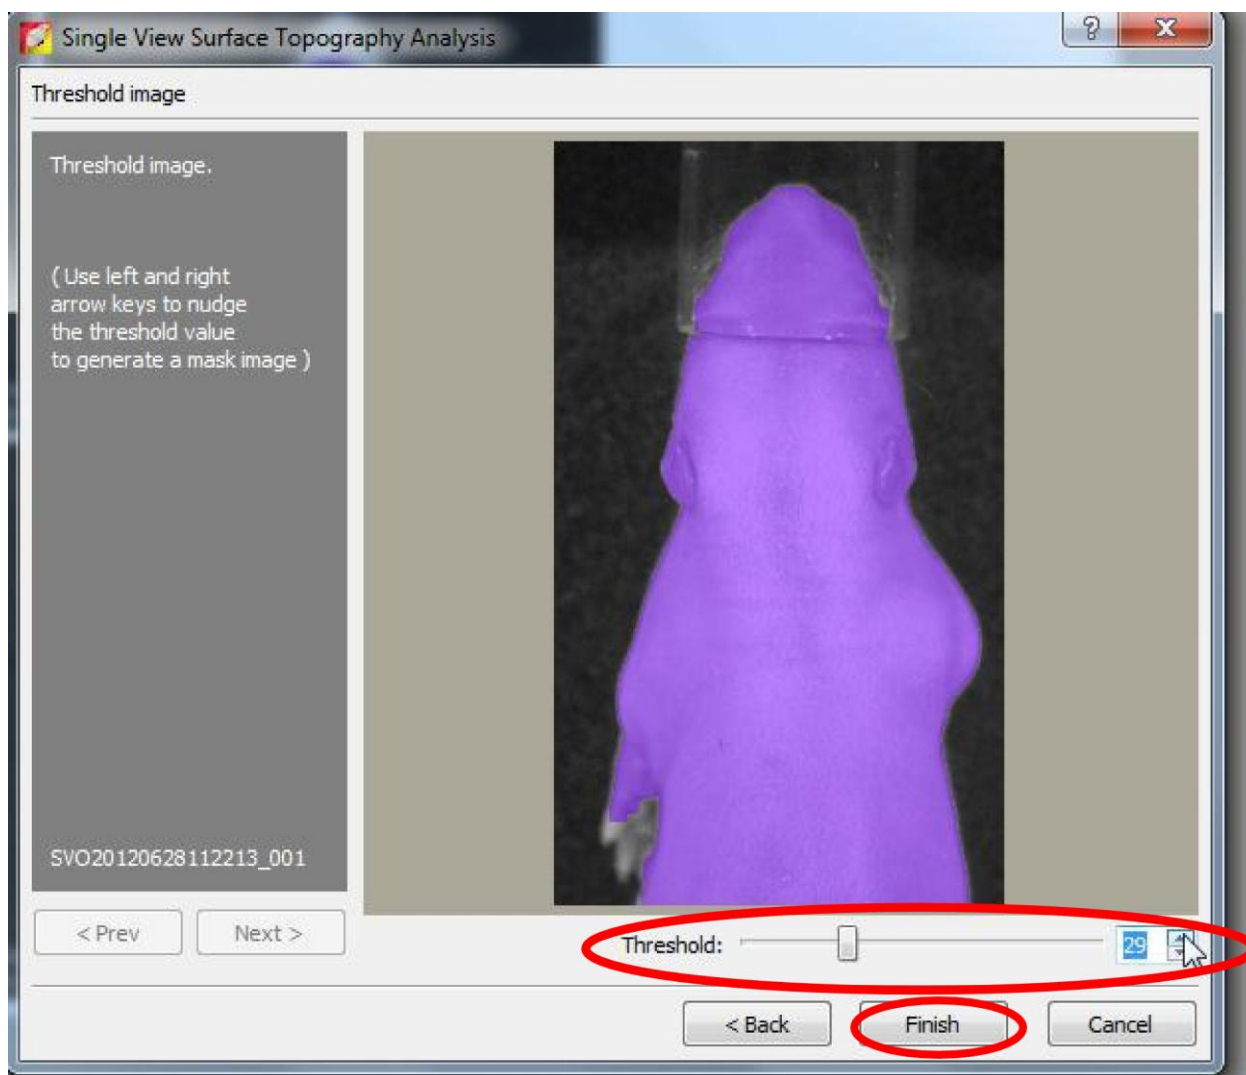 Single View Surface Topography Analysis
Threshold image
Threshold image.
( Use left and right
arrow keys to nudge
the threshold value
to generate a mask image )
SVO20120628112213_001
< Prev
Next >
Threshold:
29
< Back
Finish
Cancel